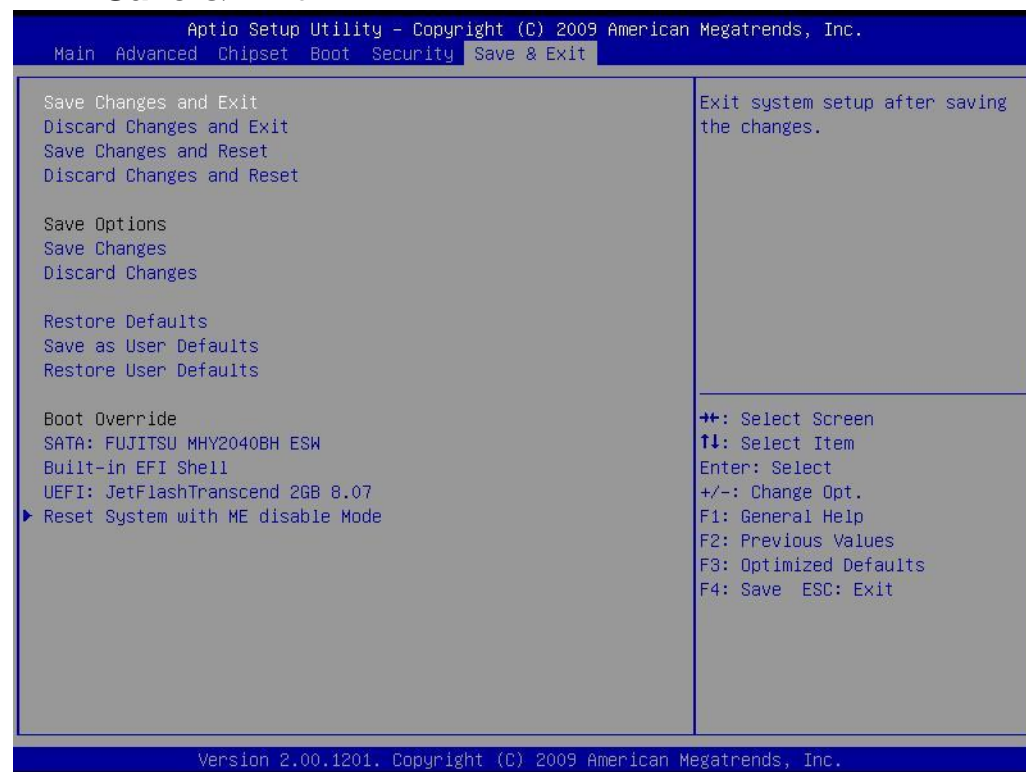 Aptio Setup Utility – Copyright (C) 2009 American Megatrends, Inc.
Main Advanced Chipset Boot Security Save & Exit
Save Changes and Exit
Discard Changes and Exit
Save Changes and Reset
Discard Changes and Reset
Save Options
Save Changes
Discard Changes
Restore Defaults
Save as User Defaults
Restore User Defaults
Boot Override
SATA: FUJITSU MHY2040BH ESW
Built-in EFI Shell
UEFI: JetFlashTranscend 2GB 8.07
Reset System with ME disable Mode
Exit system setup after saving
the changes.
→←: Select Screen
↑↓: Select Item
Enter: Select
+/-: Change Opt.
F1: General Help
F2: Previous Values
F3: Optimized Defaults
F4: Save ESC: Exit
Version 2.00.1201. Copyright (C) 2009 American Megatrends, Inc.